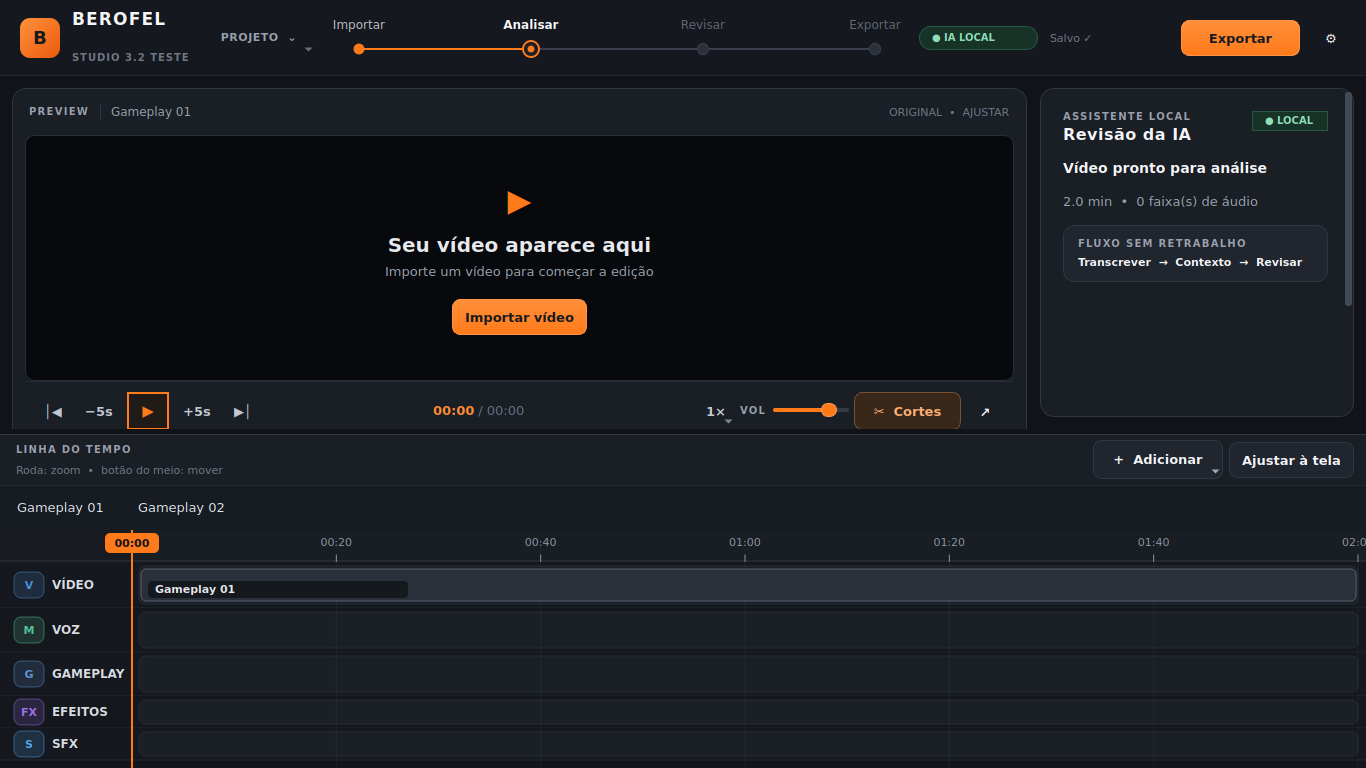 B
BEROFEL
STUDIO 3.2 TESTE
PROJETO
Importar
Analisar
Revisar
Exportar
● IA LOCAL
Salvo ✓
Exportar
PREVIEW
Gameplay 01
ORIGINAL • AJUSTAR
Seu vídeo aparece aqui
Importe um vídeo para começar a edição
Importar vídeo
−5s
+5s
00:00 / 00:00
1×
VOL
Cortes
ASSISTENTE LOCAL
Revisão da IA
● LOCAL
Vídeo pronto para análise
2.0 min • 0 faixa(s) de áudio
FLUXO SEM RETRABALHO
Transcrever → Contexto → Revisar
LINHA DO TEMPO
Roda: zoom • botão do meio: mover
+ Adicionar
Ajustar à tela
Gameplay 01
Gameplay 02
00:00
00:20
00:40
01:00
01:20
01:40
02:0
V VÍDEO
Gameplay 01
M VOZ
G GAMEPLAY
FX EFEITOS
S SFX